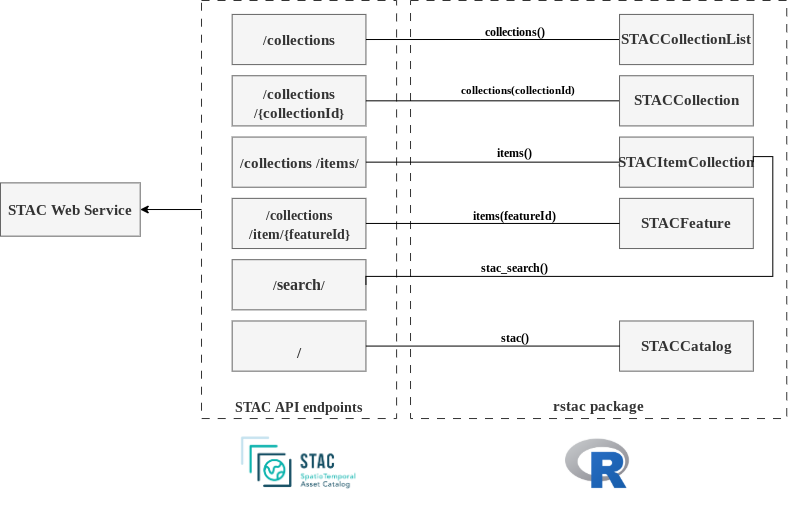 /collections
collections()
STACCollectionList
/collections
/{collectionId}
collections(collectionId)
STACCollection
/collections /items/
items()
STACItemCollection
STAC Web Service
/collections
/item/{featureId}
items(featureId)
STACFeature
/search/
stac_search()
/
stac()
STACCatalog
STAC API endpoints
rstac package
STAC
SpatioTemporal
Asset Catalog
R